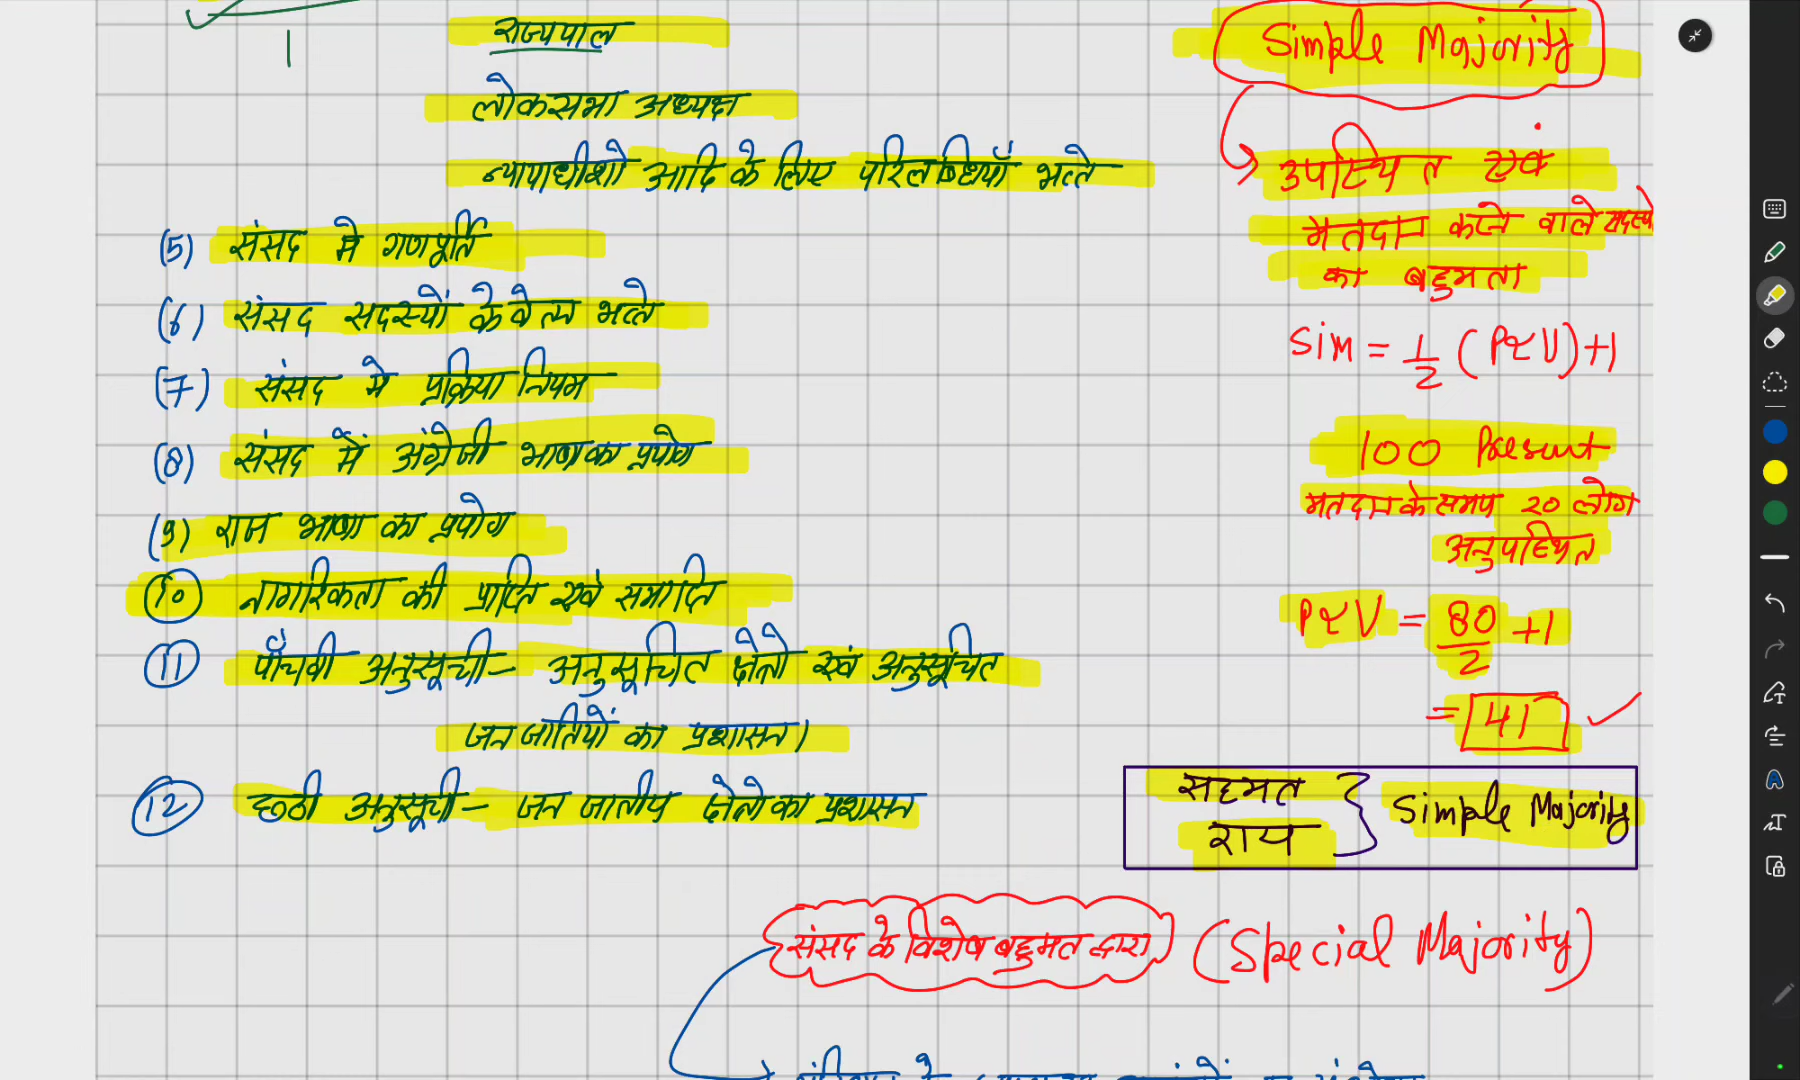 राज्यपाल
लोकसभा अध्यक्ष
न्यायाधीशो आदि के लिए परिलब्धियाँ भत्ते
(5) संसद मे गणपूर्ति
(6) संसद सदस्यों के वेतन भत्ते
(7) संसद मे प्रक्रिया नियम
(8) संसद में अंग्रेजी भाषा का प्रयोग
(9) राज भाषा का प्रयोग
10 नागरिकता की प्राप्ति एवं समाप्ति
11 पाँचवी अनुसूची - अनुसूचित क्षेत्रो एवं अनुसूचित
जन जातियों का प्रशासन।
12 छठी अनुसूची - जन जातीय क्षेत्रो का प्रशासन
Simple Majority
उपस्थित एवं
मतदान करने वाले सदस्यो
का बहुमत।
Sim = 1/2 (P&V)+1
100 Present
मतदान के समय 20 लोग
अनुपस्थित
P&V = 80/2 +1
= 41 ✓
सहमत
राय } Simple Majority
संसद के विशेष बहुमत द्वारा (Special Majority)